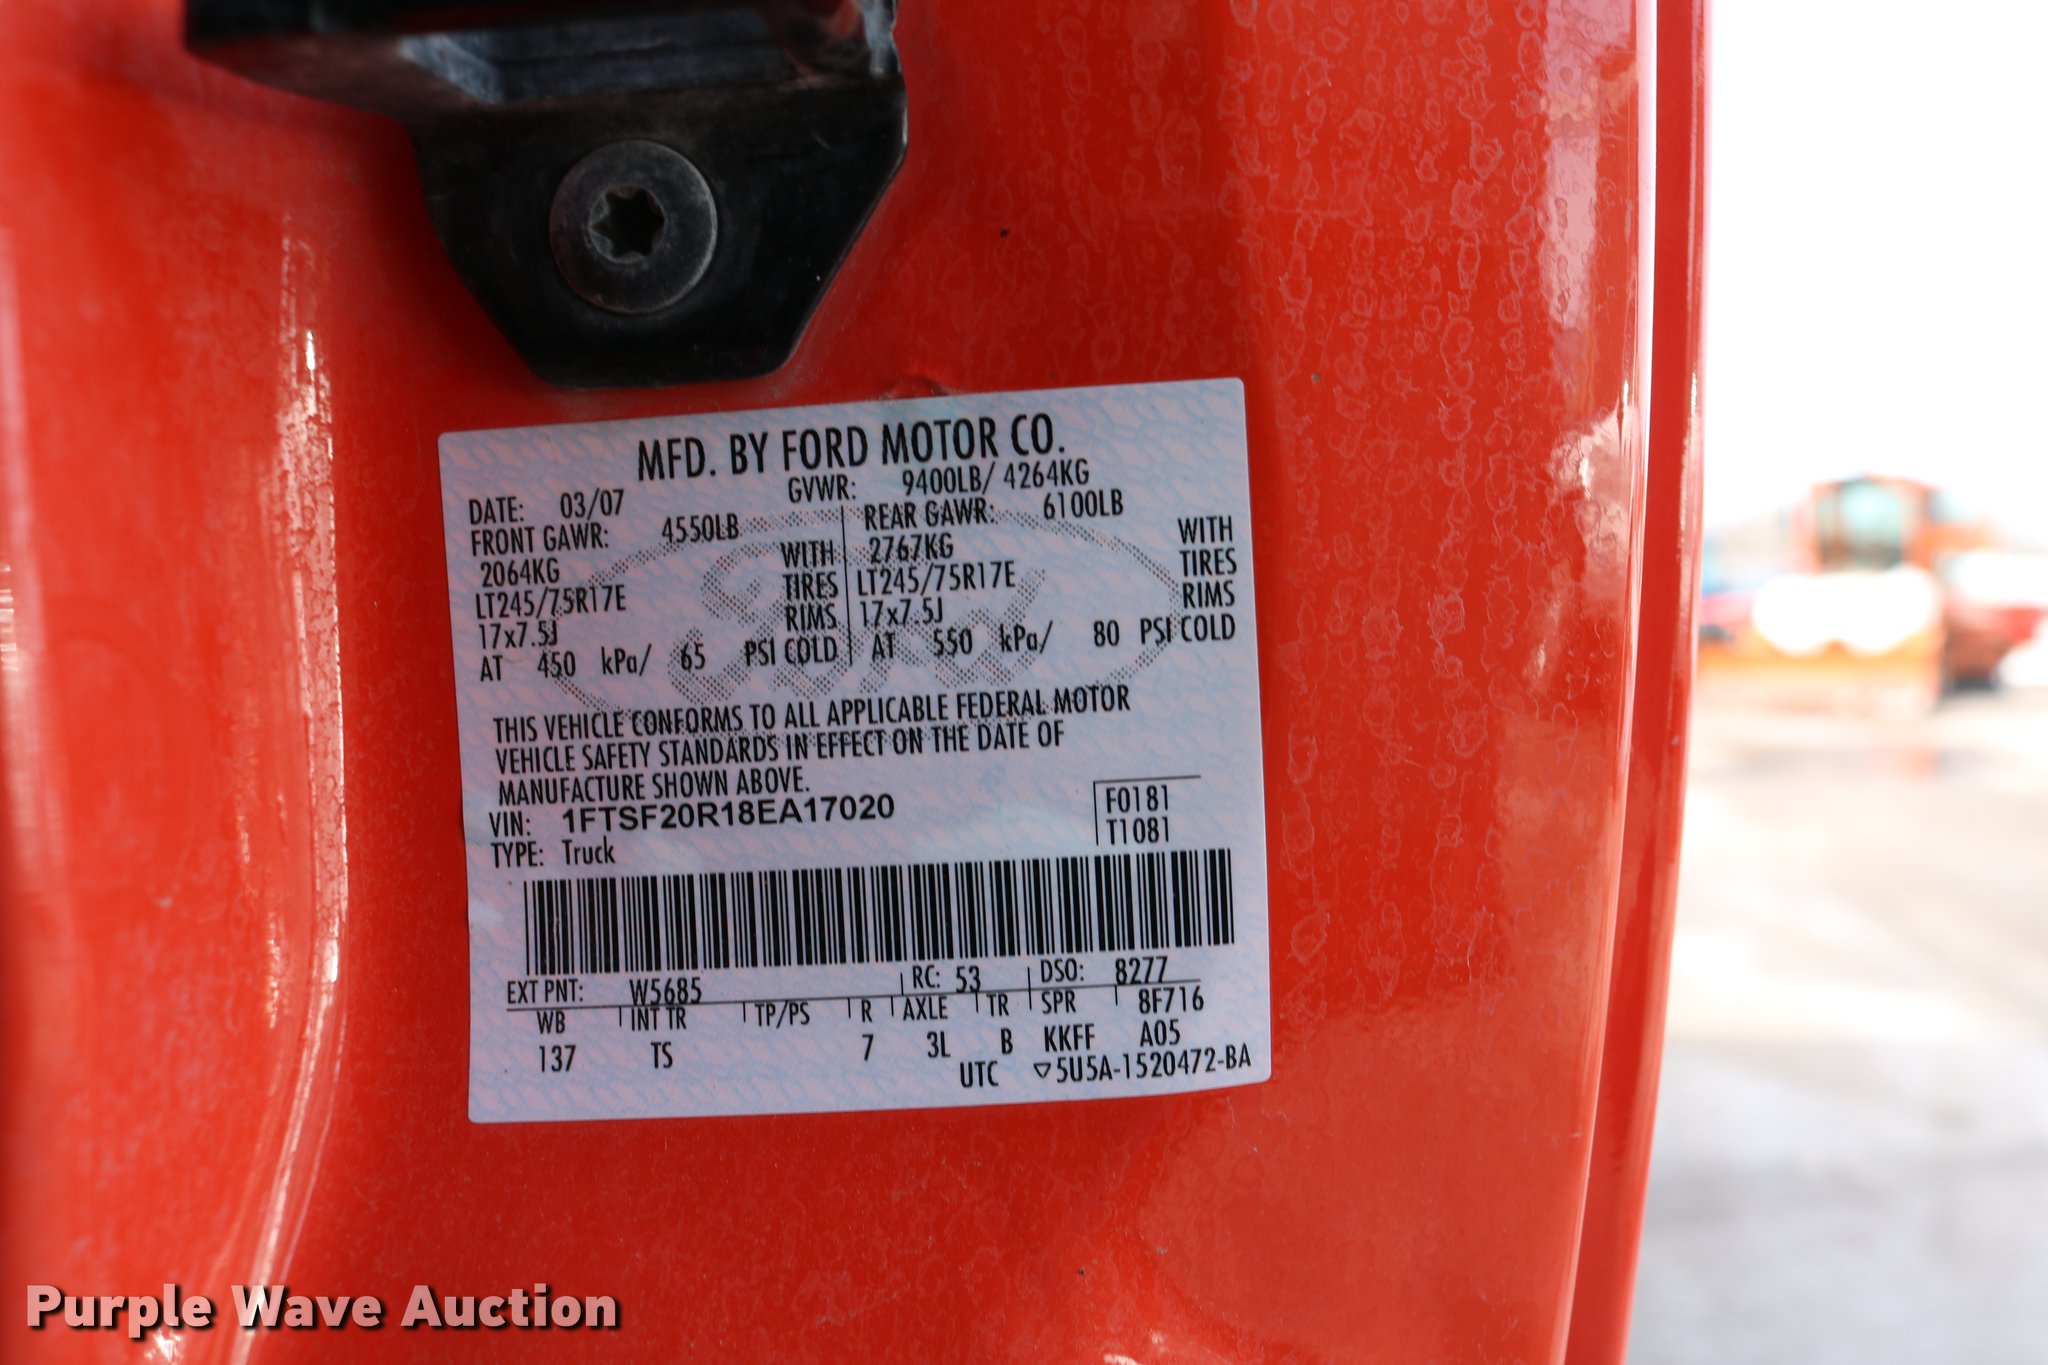 MFD. BY FORD MOTOR CO.
DATE: 03/07 GVWR: 9400LB/ 4264KG
FRONT GAWR: 4550LB REAR GAWR: 6100LB
2064KG WITH 2767KG WITH
LT245/75R17E TIRES LT245/75R17E TIRES
17x7.5J RIMS 17x7.5J RIMS
AT 450 kPa/ 65 PSI COLD AT 550 kPa/ 80 PSI COLD
Ford
THIS VEHICLE CONFORMS TO ALL APPLICABLE FEDERAL MOTOR
VEHICLE SAFETY STANDARDS IN EFFECT ON THE DATE OF
MANUFACTURE SHOWN ABOVE.
VIN: 1FTSF20R18EA17020 F0181
TYPE: Truck T1081
EXT PNT: W5685 RC: 53 DSO: 8277
WB INT TR TP/PS R AXLE TR SPR 8F716
137 TS 7 3L B KKFF A05
UTC ▽5U5A-1520472-BA
Purple Wave Auction